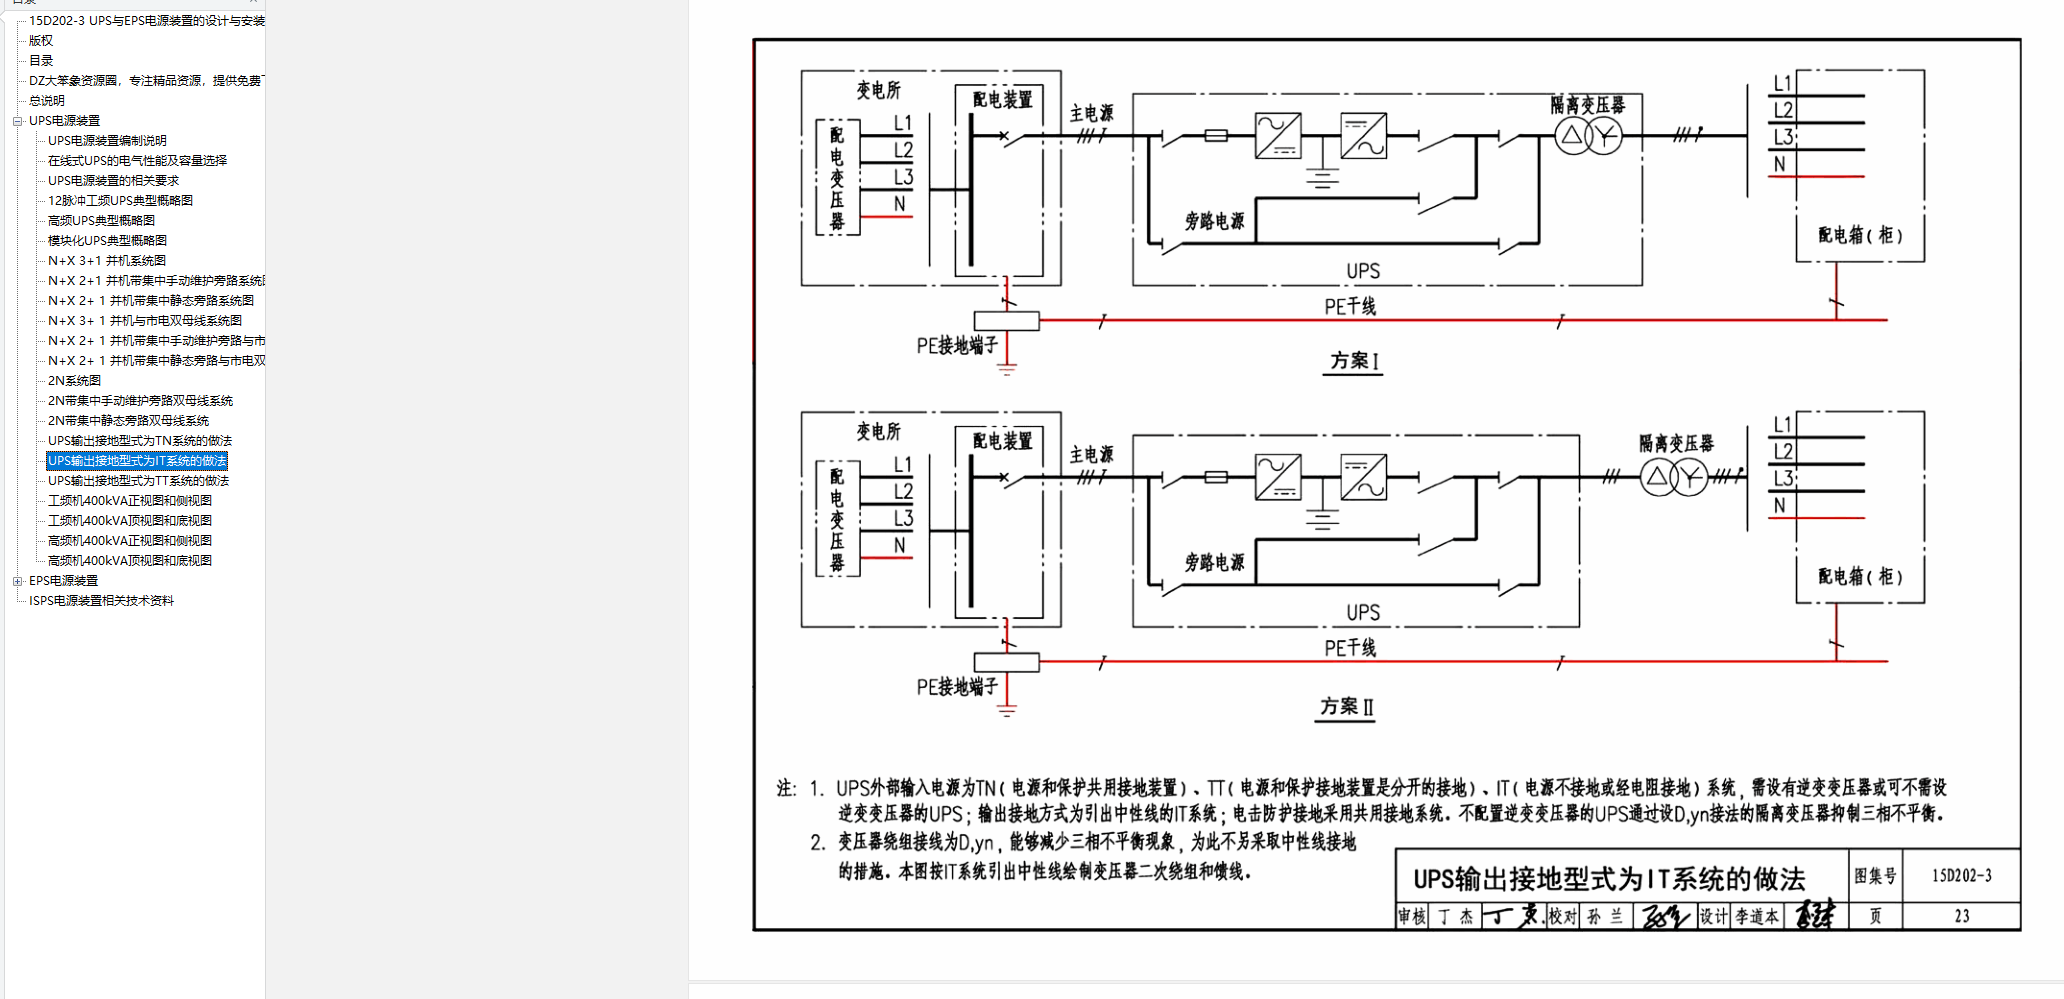 15D202-3 UPS与EPS电源装置的设计与安装
版权
目录
DZ大笨象资源圈，专注精品资源，提供免费
总说明
UPS电源装置
UPS电源装置编制说明
在线式UPS的电气性能及容量选择
UPS电源装置的相关要求
12脉冲工频UPS典型概略图
高频UPS典型概略图
模块化UPS典型概略图
N+X 3+1 并机系统图
N+X 2+1 并机带集中手动维护旁路系统图
N+X 2+ 1 并机带集中静态旁路系统图
N+X 3+ 1 并机与市电双母线系统图
N+X 2+ 1 并机带集中手动维护旁路与市
N+X 2+ 1 并机带集中静态旁路与市电双
2N系统图
2N带集中手动维护旁路双母线系统
2N带集中静态旁路双母线系统
UPS输出接地型式为TN系统的做法
UPS输出接地型式为IT系统的做法
UPS输出接地型式为TT系统的做法
工频机400kVA正视图和侧视图
工频机400kVA顶视图和底视图
高频机400kVA正视图和侧视图
高频机400kVA顶视图和底视图
EPS电源装置
ISPS电源装置相关技术资料
变电所
配电装置
主电源
隔离变压器
配电变压器
L1
L2
L3
N
L1
L2
L3
N
旁路电源
配电箱(柜)
UPS
PE干线
PE接地端子
方案Ⅰ
变电所
配电装置
主电源
隔离变压器
配电变压器
L1
L2
L3
N
L1
L2
L3
N
旁路电源
配电箱(柜)
UPS
PE干线
PE接地端子
方案Ⅱ
注: 1. UPS外部输入电源为TN(电源和保护共用接地装置)、TT(电源和保护接地装置是分开的接地)、IT(电源不接地或经电阻接地)系统,需设有逆变变压器或可不需设
逆变变压器的UPS;输出接地方式为引出中性线的IT系统;电击防护接地采用共用接地系统。不配置逆变变压器的UPS通过设D,yn接法的隔离变压器抑制三相不平衡。
2. 变压器绕组接线为D,yn,能够减少三相不平衡现象,为此不另采取中性线接地
的措施。本图按IT系统引出中性线绘制变压器二次绕组和馈线。
UPS输出接地型式为IT系统的做法 图集号 15D202-3
审核 丁 杰 校对 孙 兰 设计 李道本 页 23